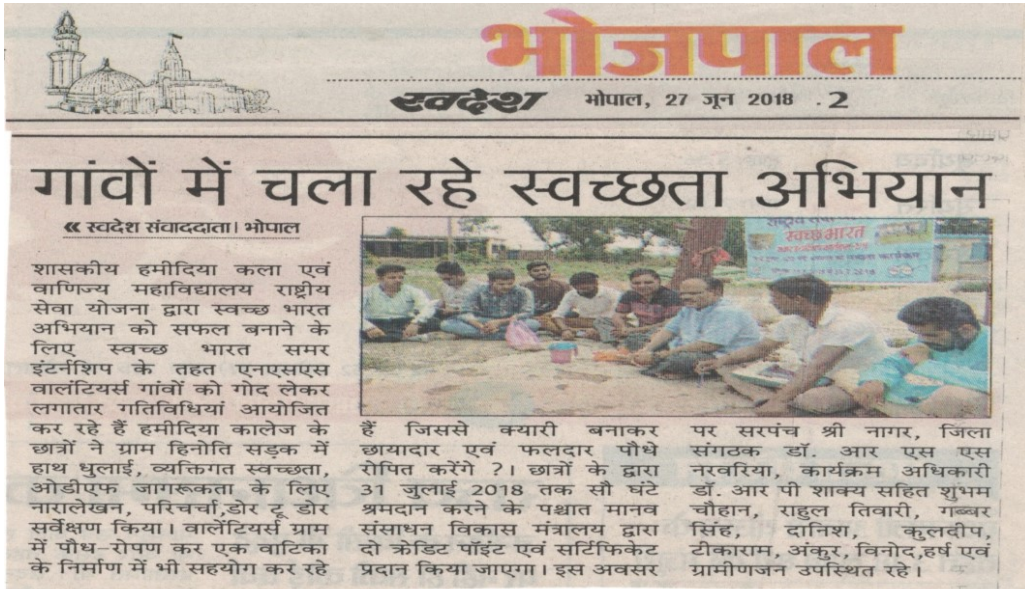 भोजपाल
स्वदेश भोपाल, 27 जून 2018 . 2
गांवों में चला रहे स्वच्छता अभियान
« स्वदेश संवाददाता। भोपाल
शासकीय हमीदिया कला एवं
वाणिज्य महाविद्यालय राष्ट्रीय
सेवा योजना द्वारा स्वच्छ भारत
अभियान को सफल बनाने के
लिए स्वच्छ भारत समर
इंटर्नशिप के तहत एनएसएस
वालंटियर्स गांवों को गोद लेकर
लगातार गतिविधियां आयोजित
कर रहे हैं हमीदिया कालेज के
छात्रों ने ग्राम हिनोति सड़क में
हाथ धुलाई, व्यक्तिगत स्वच्छता,
ओडीएफ जागरूकता के लिए
नारालेखन, परिचर्चा,डोर टू डोर
सर्वेक्षण किया। वालेंटियर्स ग्राम
में पौध-रोपण कर एक वाटिका
के निर्माण में भी सहयोग कर रहे
स्वच्छ भारत
हैं जिससे क्यारी बनाकर
छायादार एवं फलदार पौधे
रोपित करेंगे ?। छात्रों के द्वारा
31 जुलाई 2018 तक सौ घंटे
श्रमदान करने के पश्चात मानव
संसाधन विकास मंत्रालय द्वारा
दो क्रेडिट पॉइंट एवं सर्टिफिकेट
प्रदान किया जाएगा। इस अवसर
पर सरपंच श्री नागर, जिला
संगठक डॉ. आर एस एस
नरवरिया, कार्यक्रम अधिकारी
डॉ. आर पी शाक्य सहित शुभम
चौहान, राहुल तिवारी, गब्बर
सिंह, दानिश, कुलदीप,
टीकाराम, अंकुर, विनोद,हर्ष एवं
ग्रामीणजन उपस्थित रहे।